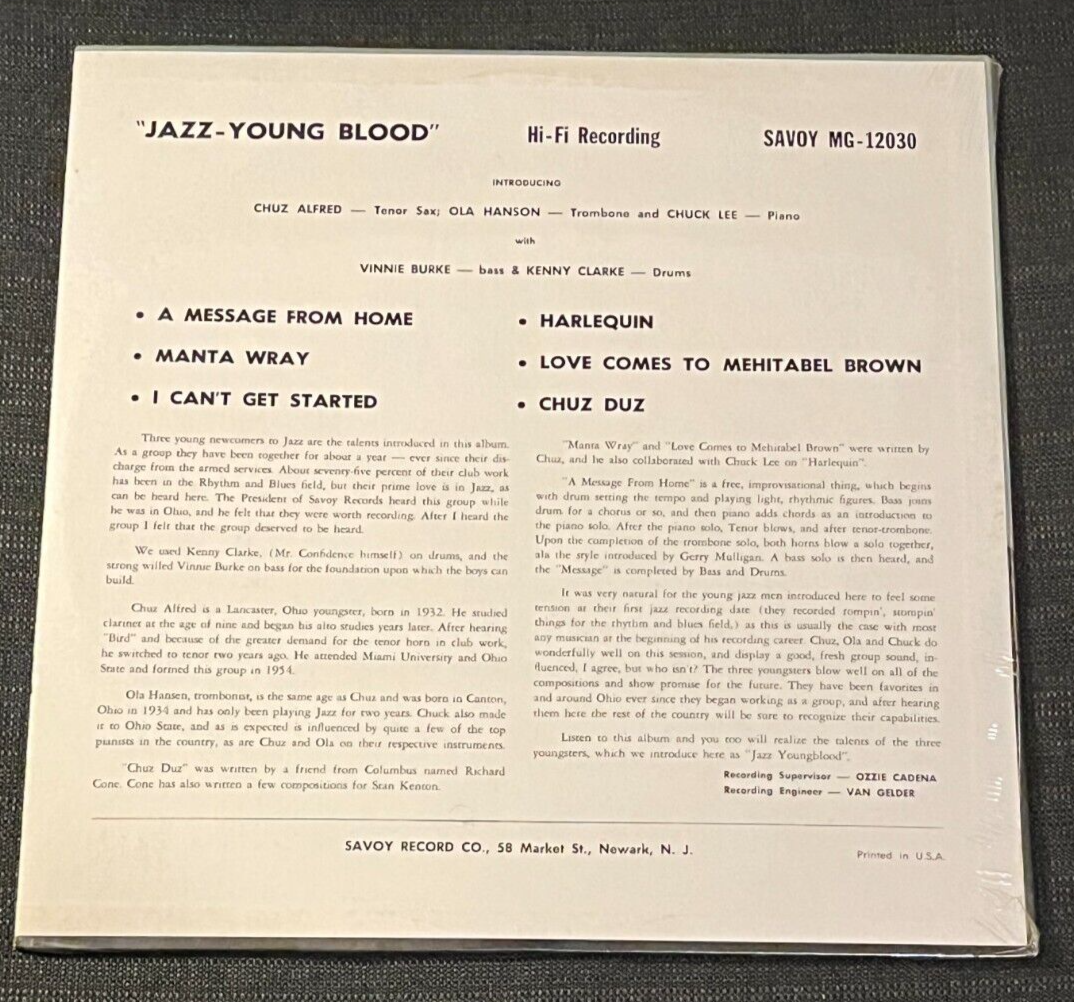 "JAZZ-YOUNG BLOOD" Hi-Fi Recording SAVOY MG-12030
INTRODUCING
CHUZ ALFRED — Tenor Sax; OLA HANSON — Trombone and CHUCK LEE — Piano
with
VINNIE BURKE — bass & KENNY CLARKE — Drums
• A MESSAGE FROM HOME
• MANTA WRAY
• I CAN'T GET STARTED
• HARLEQUIN
• LOVE COMES TO MEHITABEL BROWN
• CHUZ DUZ
Three young newcomers to Jazz are the talents introduced in this album.
As a group they have been together for about a year — ever since their dis-
charge from the armed services. About seventy-five percent of their club work
has been in the Rhythm and Blues field, but their prime love is in Jazz, as
can be heard here. The President of Savoy Records heard this group while
he was in Ohio, and he felt that they were worth recording. After I heard the
group I felt that the group deserved to be heard.
We used Kenny Clarke, (Mr. Confidence himself) on drums, and the
strong willed Vinnie Burke on bass for the foundation upon which the boys can
build.
Chuz Alfred is a Lancaster, Ohio youngster, born in 1932. He studied
clarinet at the age of nine and began his alto studies years later. After hearing
"Bird" and because of the greater demand for the tenor horn in club work,
he switched to tenor two years ago. He attended Miami University and Ohio
State and formed this group in 1954.
Ola Hansen, trombonist, is the same age as Chuz and was born in Canton,
Ohio in 1934 and has only been playing Jazz for two years. Chuck also made
it to Ohio State, and as is expected is influenced by quite a few of the top
pianists in the country, as are Chuz and Ola on their respective instruments.
"Chuz Duz" was written by a friend from Columbus named Richard
Cone. Cone has also written a few compositions for Stan Kenton.
"Manta Wray" and "Love Comes to Mehitabel Brown" were written by
Chuz, and he also collaborated with Chuck Lee on "Harlequin".
"A Message From Home" is a free, improvisational thing, which begins
with drum setting the tempo and playing light, rhythmic figures. Bass joins
drum for a chorus or so, and then piano adds chords as an introduction to
the piano solo. After the piano solo, Tenor blows, and after tenor-trombone.
Upon the completion of the trombone solo, both horns blow a solo together,
ala the style introduced by Gerry Mulligan. A bass solo is then heard, and
the "Message" is completed by Bass and Drums.
It was very natural for the young jazz men introduced here to feel some
tension at their first jazz recording date (they recorded rompin', stompin'
things for the rhythm and blues field,) as this is usually the case with most
any musician at the beginning of his recording career. Chuz, Ola and Chuck do
wonderfully well on this session, and display a good, fresh group sound, in-
fluenced, I agree, but who isn't? The three youngsters blow well on all of the
compositions and show promise for the future. They have been favorites in
and around Ohio ever since they began working as a group, and after hearing
them here the rest of the country will be sure to recognize their capabilities.
Listen to this album and you too will realize the talents of the three
youngsters, which we introduce here as "Jazz Youngblood".
Recording Supervisor — OZZIE CADENA
Recording Engineer — VAN GELDER
SAVOY RECORD CO., 58 Market St., Newark, N. J.
Printed in U.S.A.